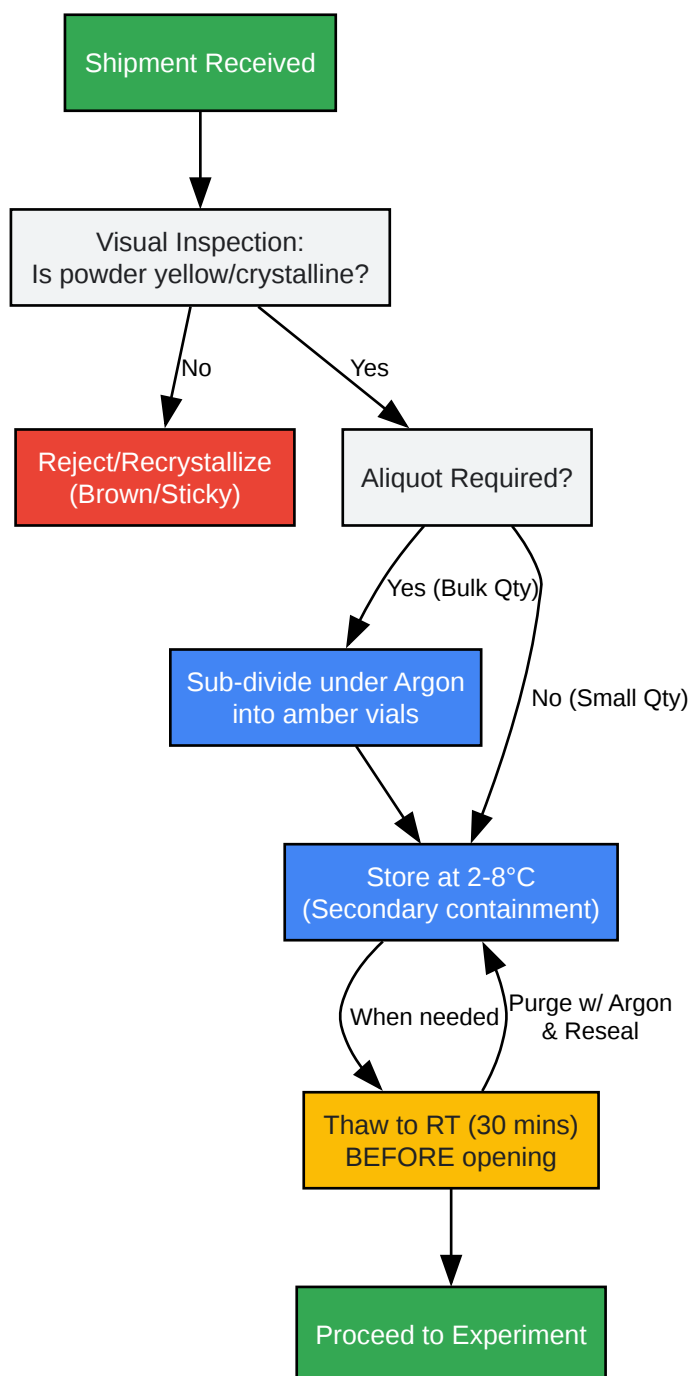 Shipment Received
Visual Inspection:
Is powder yellow/crystalline?
No
Yes
Reject/Recrystallize
(Brown/Sticky)
Aliquot Required?
Yes (Bulk Qty)
Sub-divide under Argon
into amber vials
No (Small Qty)
Store at 2-8°C
(Secondary containment)
When needed
Purge w/ Argon
& Reseal
Thaw to RT (30 mins)
BEFORE opening
Proceed to Experiment